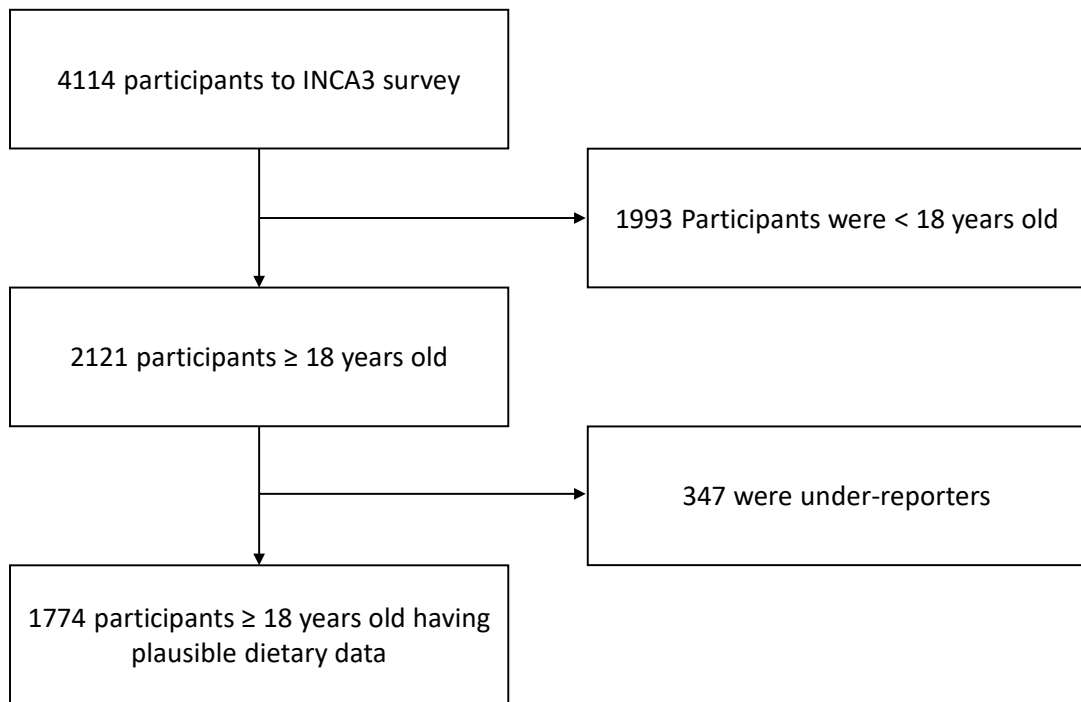 4114 participants to INCA3 survey
1993 Participants were < 18 years old
2121 participants ≥ 18 years old
347 were under-reporters
1774 participants ≥ 18 years old having
plausible dietary data